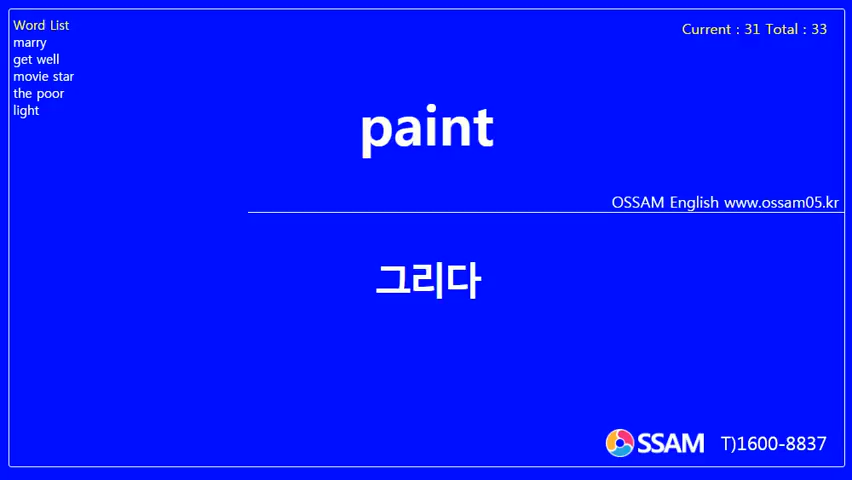 Word List
marry
get well
movie star
the poor
light
Current : 31 Total : 33
paint
OSSAM English www.ossam05.kr
그리다
OSSAM T)1600-8837